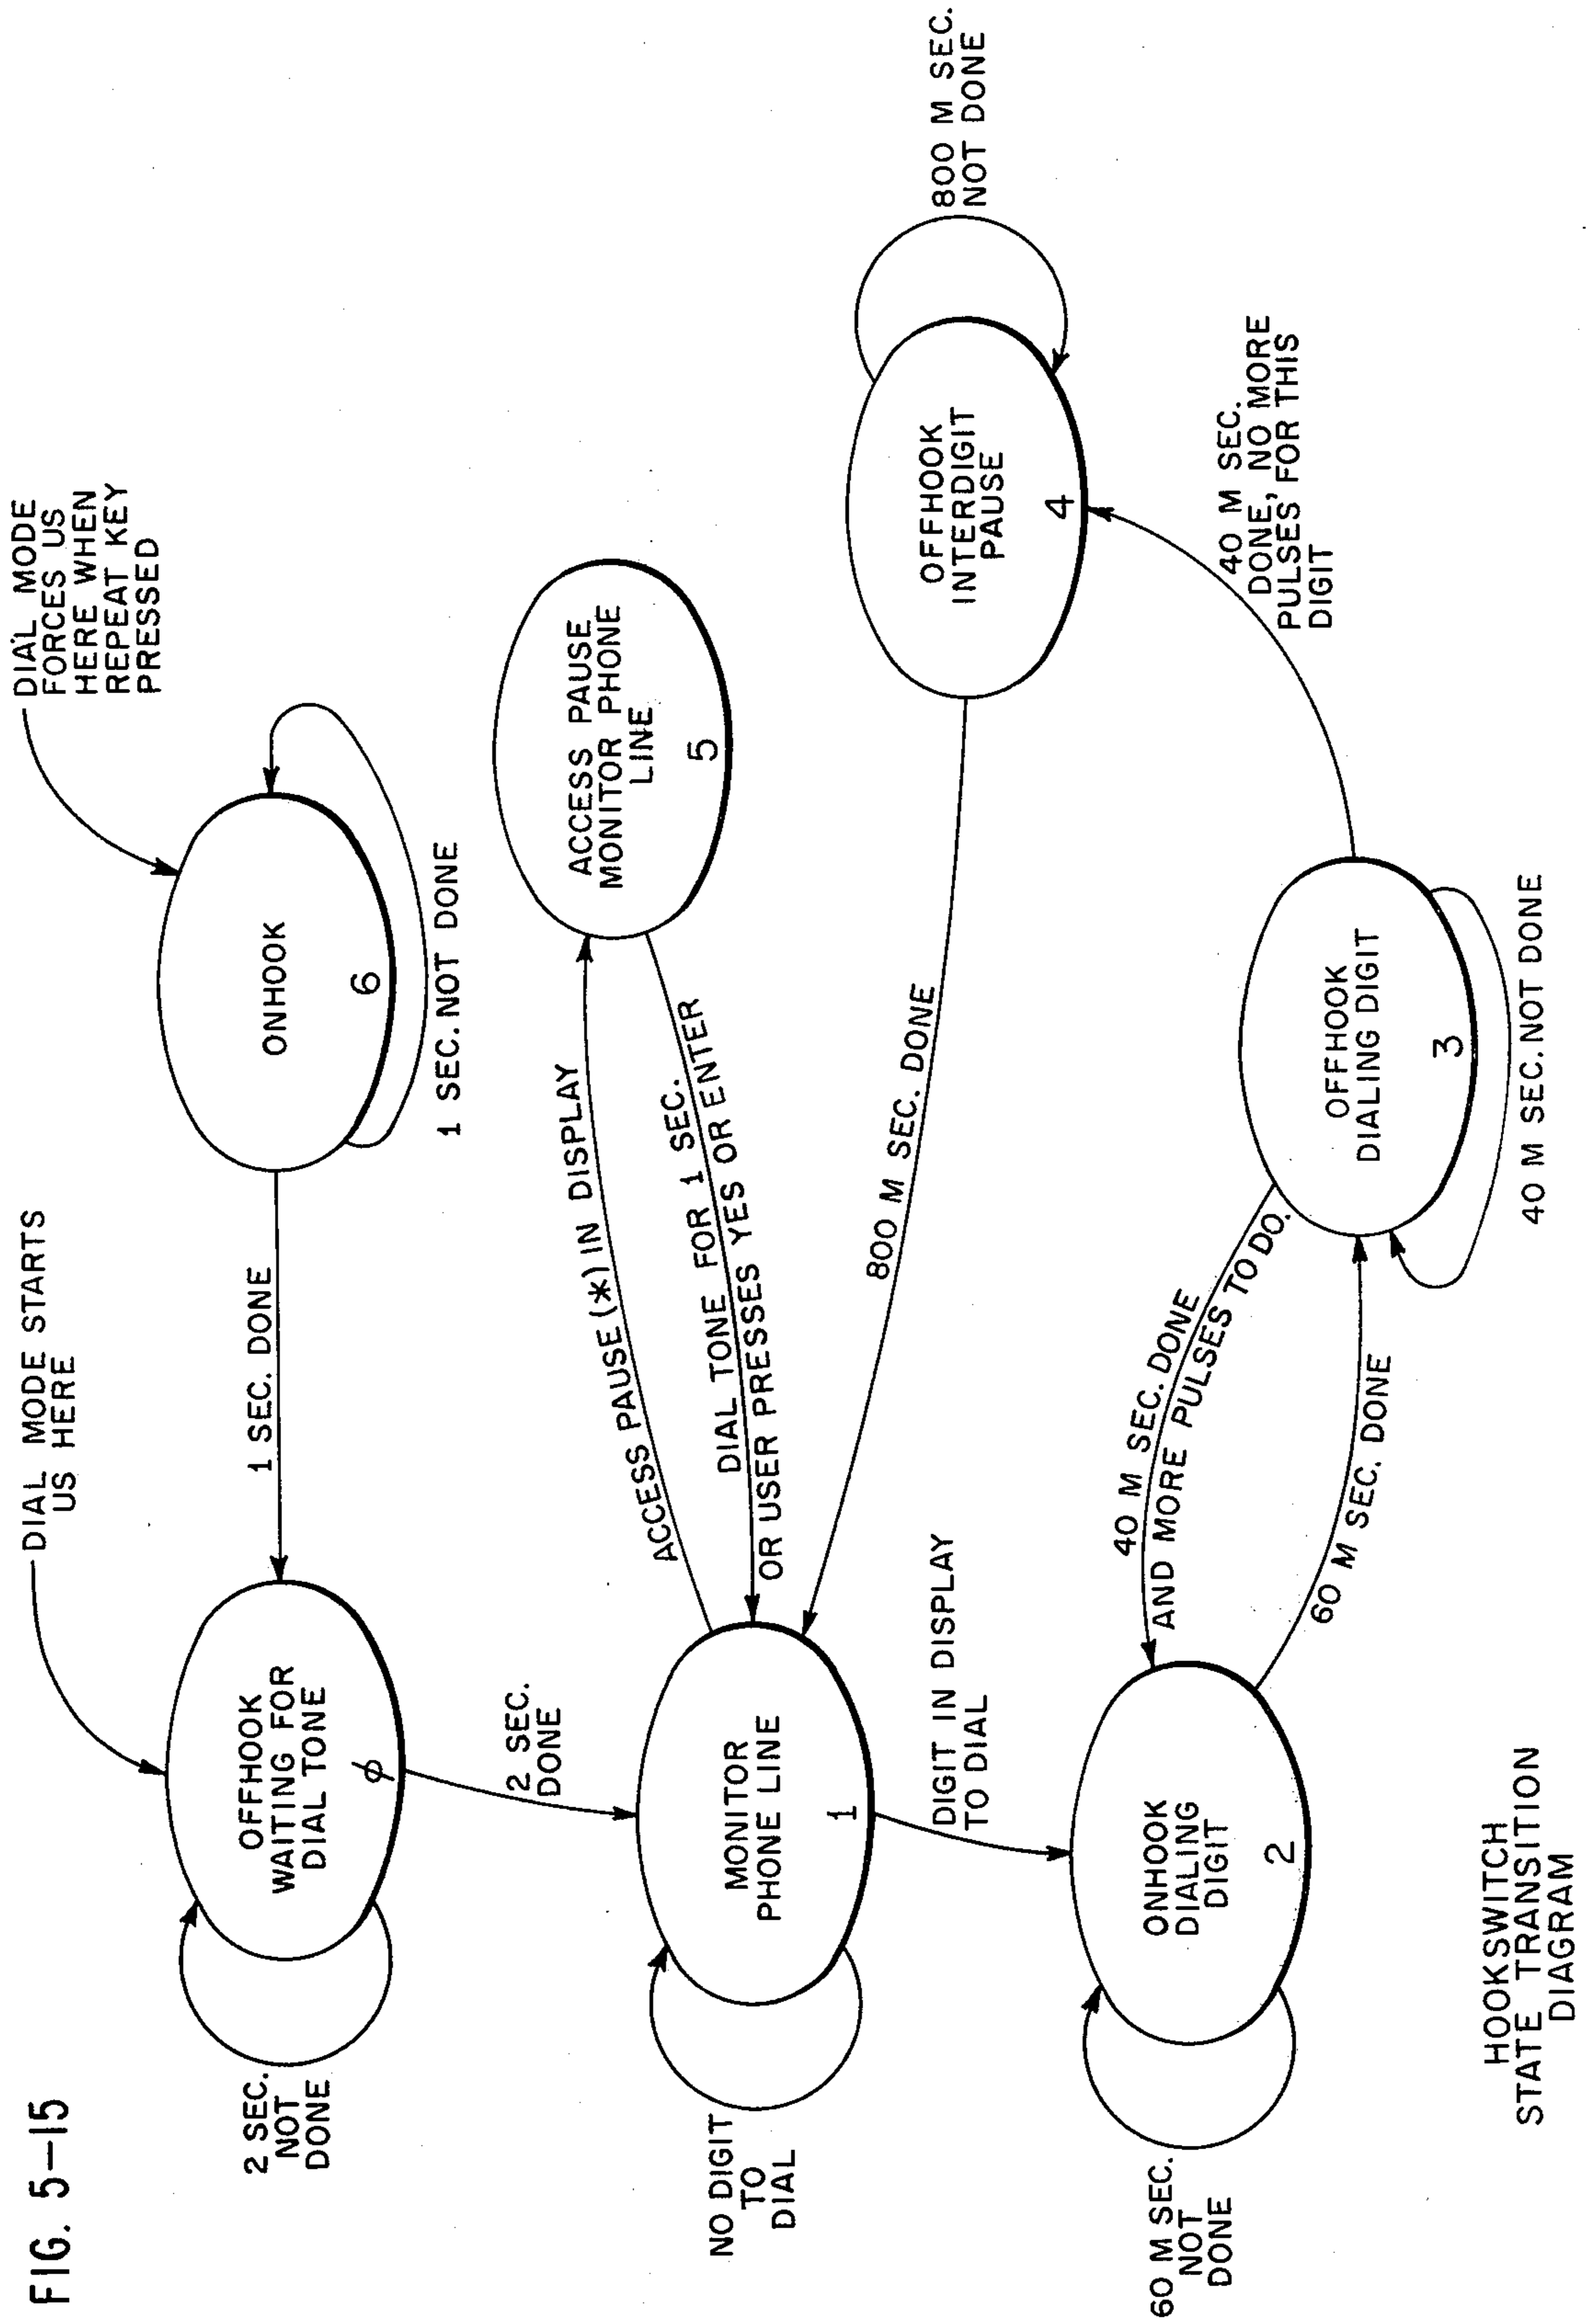 FIG. 5-15
DIAL MODE STARTS
US HERE
DIAL MODE
FORCES US
HERE WHEN
REPEAT KEY
PRESSED
2 SEC.
NOT
DONE
OFFHOOK
WAITING FOR
DIAL TONE
0
1 SEC. DONE
ONHOOK
6
1 SEC. NOT DONE
2 SEC.
DONE
ACCESS PAUSE (*) IN DISPLAY
ACCESS PAUSE
MONITOR PHONE
LINE
5
DIAL TONE FOR 1 SEC.
OR USER PRESSES YES OR ENTER
NO DIGIT
TO
DIAL
MONITOR
PHONE LINE
1
800 M SEC. DONE
OFFHOOK
INTERDIGIT
PAUSE
4
800 M SEC.
NOT DONE
DIGIT IN DISPLAY
TO DIAL
40 M SEC. DONE
AND MORE PULSES TO DO.
40 M SEC.
DONE, NO MORE
PULSES FOR THIS
DIGIT
60 M SEC.
NOT
DONE
ONHOOK
DIALING
DIGIT
2
60 M SEC. DONE
OFFHOOK
DIALING DIGIT
3
40 M SEC. NOT DONE
HOOKSWITCH
STATE TRANSITION
DIAGRAM